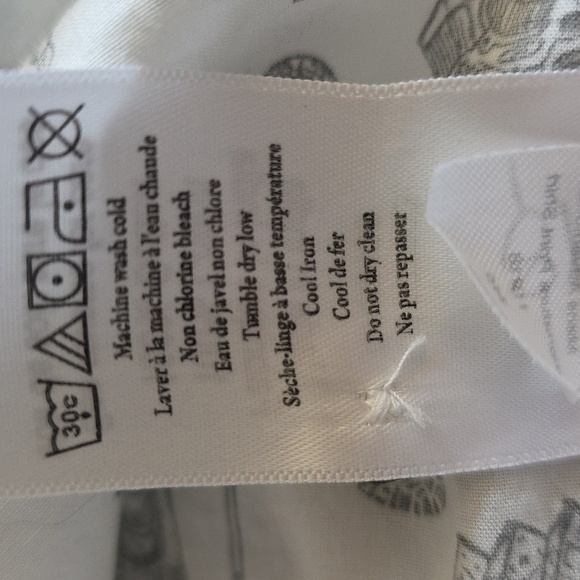 30c
Machine wash cold
Laver à la machine à l'eau chaude
Non chlorine bleach
Eau de javel non chlore
Tumble dry low
Sèche-linge à basse température
Cool Iron
Cool de fer
Do not dry clean
Ne pas repasser